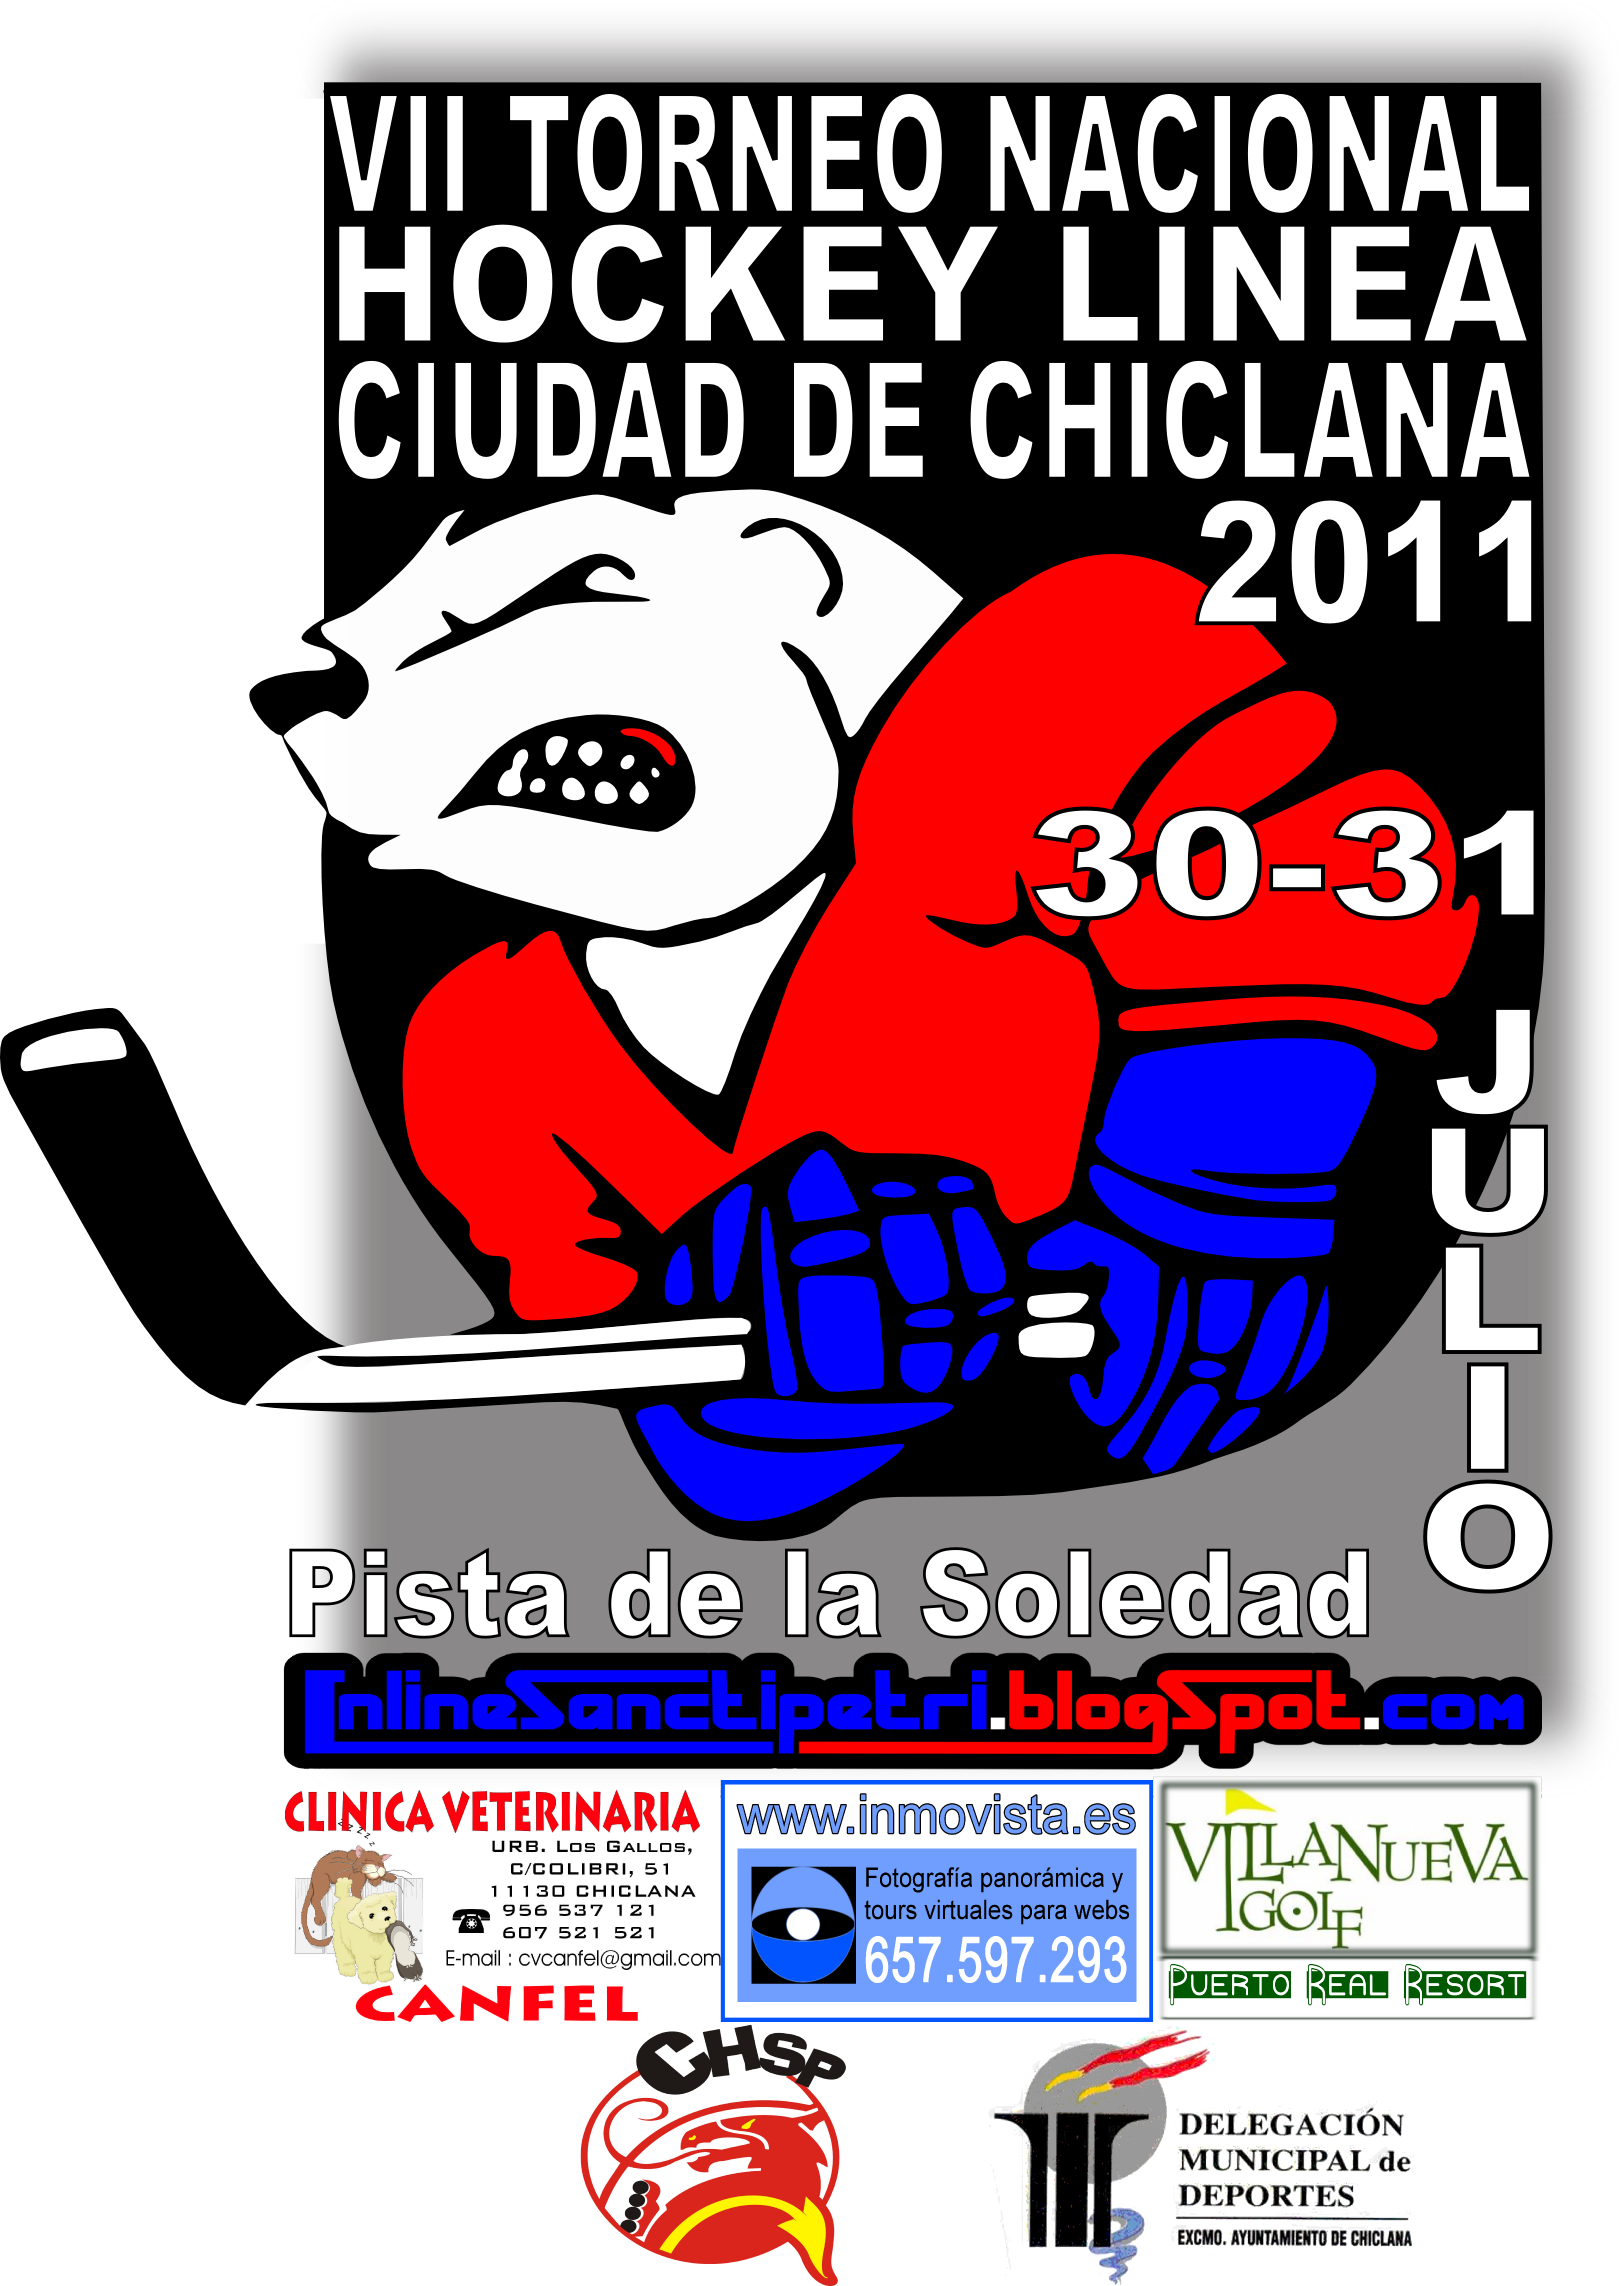 VII TORNEO NACIONAL
HOCKEY LINEA
CIUDAD DE CHICLANA
2011
30-31
JULIO
Pista de la Soledad
InlineSanctipetri.blogSpot.com
CLINICA VETERINARIA
zzzzz
URB. Los Gallos,
C/COLIBRI, 51
11130 CHICLANA
956 537 121
607 521 521
E-mail : cvcanfel@gmail.com
CANFEL
www.inmovista.es
Fotografía panorámica y
tours virtuales para webs
657.597.293
VILLANUEVA
GOLF
PUERTO REAL RESORT
CHSP
DELEGACIÓN
MUNICIPAL de
DEPORTES
EXCMO. AYUNTAMIENTO DE CHICLANA